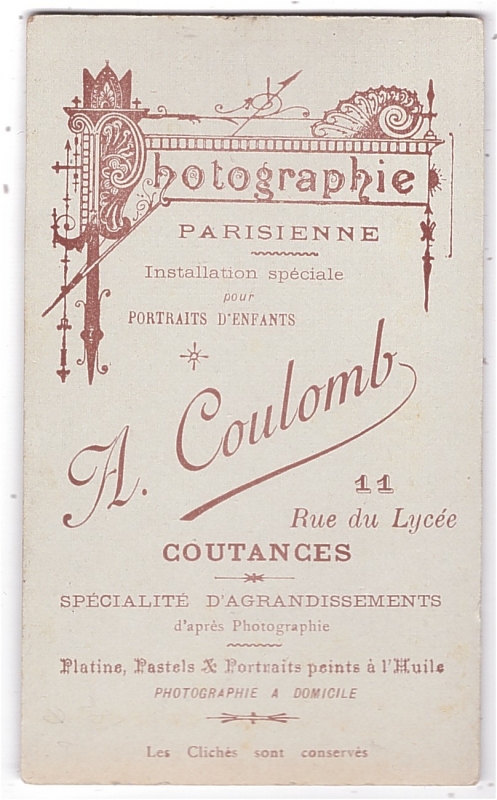 Photographie
PARISIENNE
Installation spéciale
pour
PORTRAITS D'ENFANTS
A. Coulomb
11
Rue du Lycée
COUTANCES
SPÉCIALITÉ D'AGRANDISSEMENTS
d'après Photographie
Platine, Pastels & Portraits peints à l'Huile
PHOTOGRAPHIE A DOMICILE
Les Clichés sont conservés